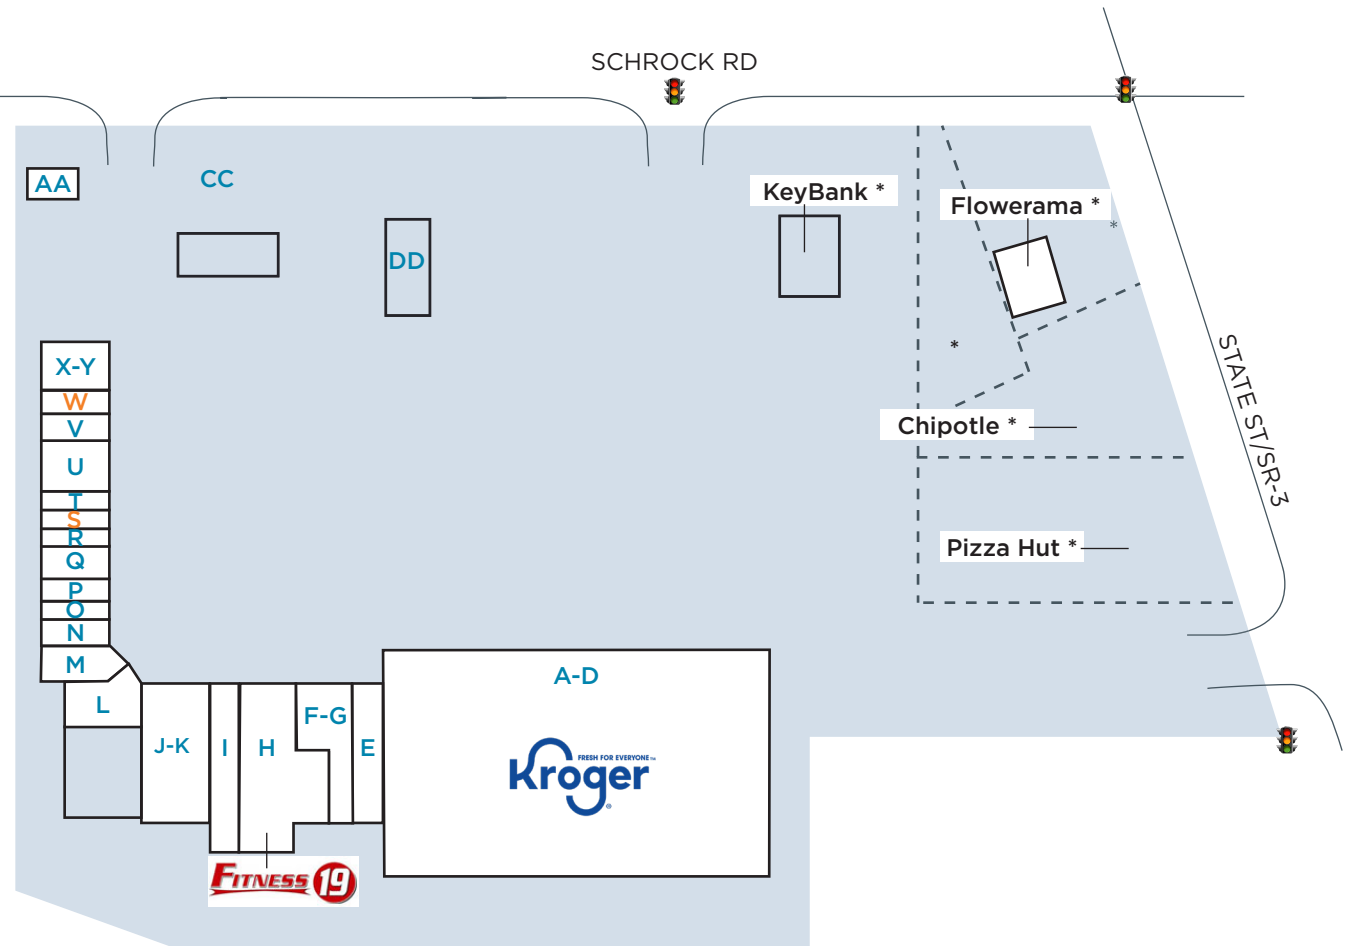 SCHROCK RD
AA
CC
KeyBank *
Flowerama *
*
DD
*
X-Y
W
V
U
T
S
R
Q
P
O
N
M
L
Chipotle *
STATE ST/SR-3
Pizza Hut *
A-D
F-G
J-K
I
H
E
FRESH FOR EVERYONE™
Kroger®
FITNESS 19